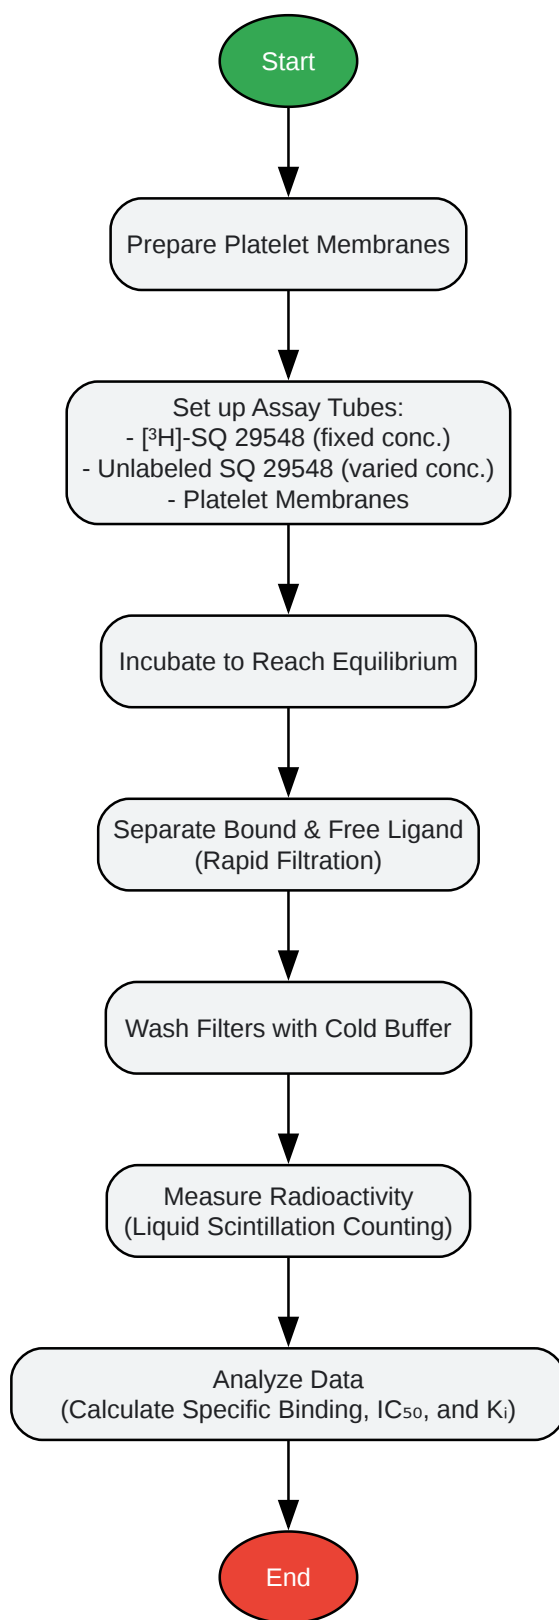 Start
Prepare Platelet Membranes
Set up Assay Tubes:
- [³H]-SQ 29548 (fixed conc.)
- Unlabeled SQ 29548 (varied conc.)
- Platelet Membranes
Incubate to Reach Equilibrium
Separate Bound & Free Ligand
(Rapid Filtration)
Wash Filters with Cold Buffer
Measure Radioactivity
(Liquid Scintillation Counting)
Analyze Data
(Calculate Specific Binding, IC₅₀, and Kᵢ)
End